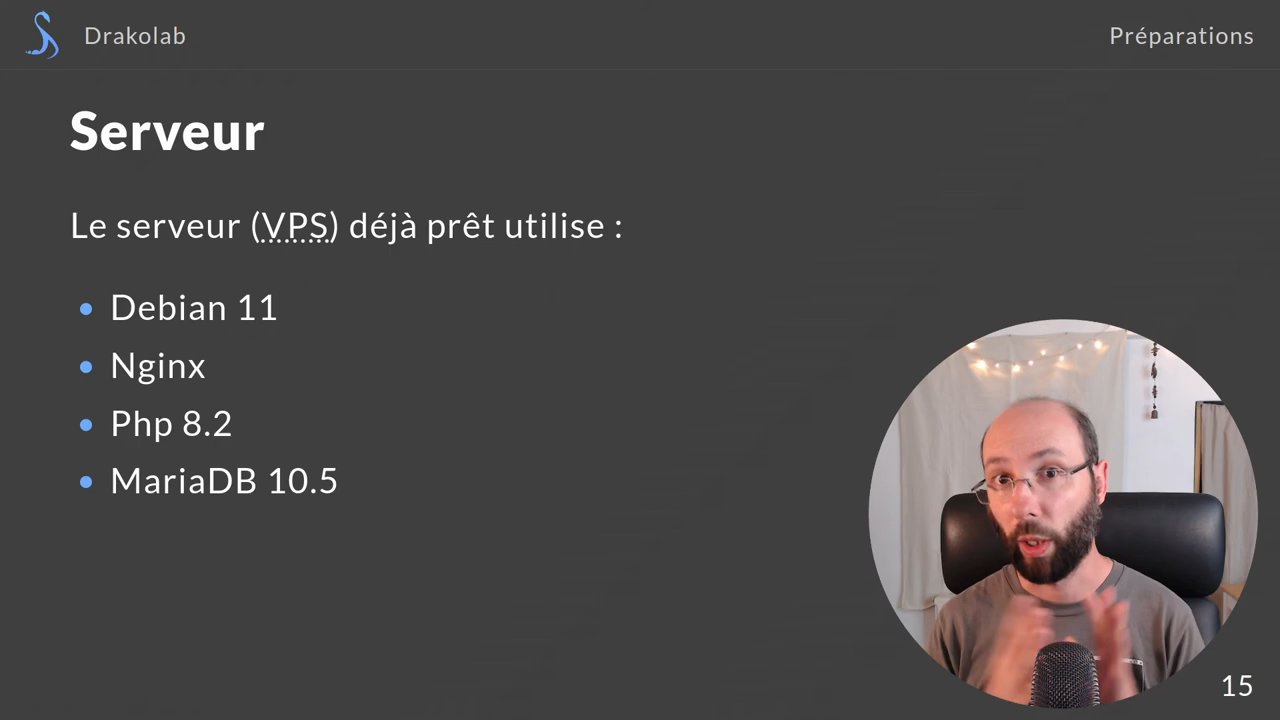 Drakolab
Préparations
Serveur
Le serveur (VPS) déjà prêt utilise :
• Debian 11
• Nginx
• Php 8.2
• MariaDB 10.5
15